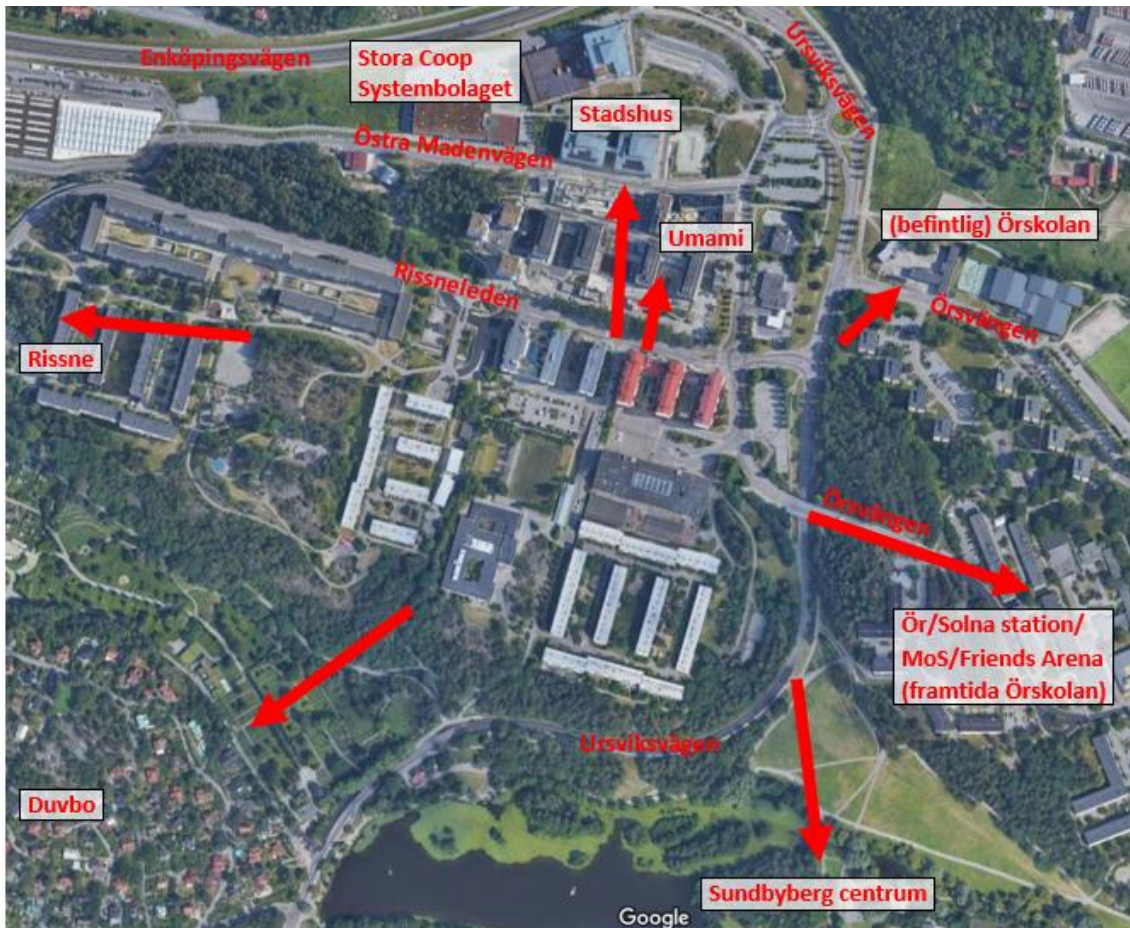 Enköpingsvägen
Stora Coop
Systembolaget
Ursviksvägen
Stadshus
Östra Madenvägen
(befintlig) Örskolan
Umami
Rissneleden
Örsvängen
Rissne
Örsvängen
Ör/Solna station/
MoS/Friends Arena
(framtida Örskolan)
Ursviksvägen
Duvbo
Sundbyberg centrum
Google